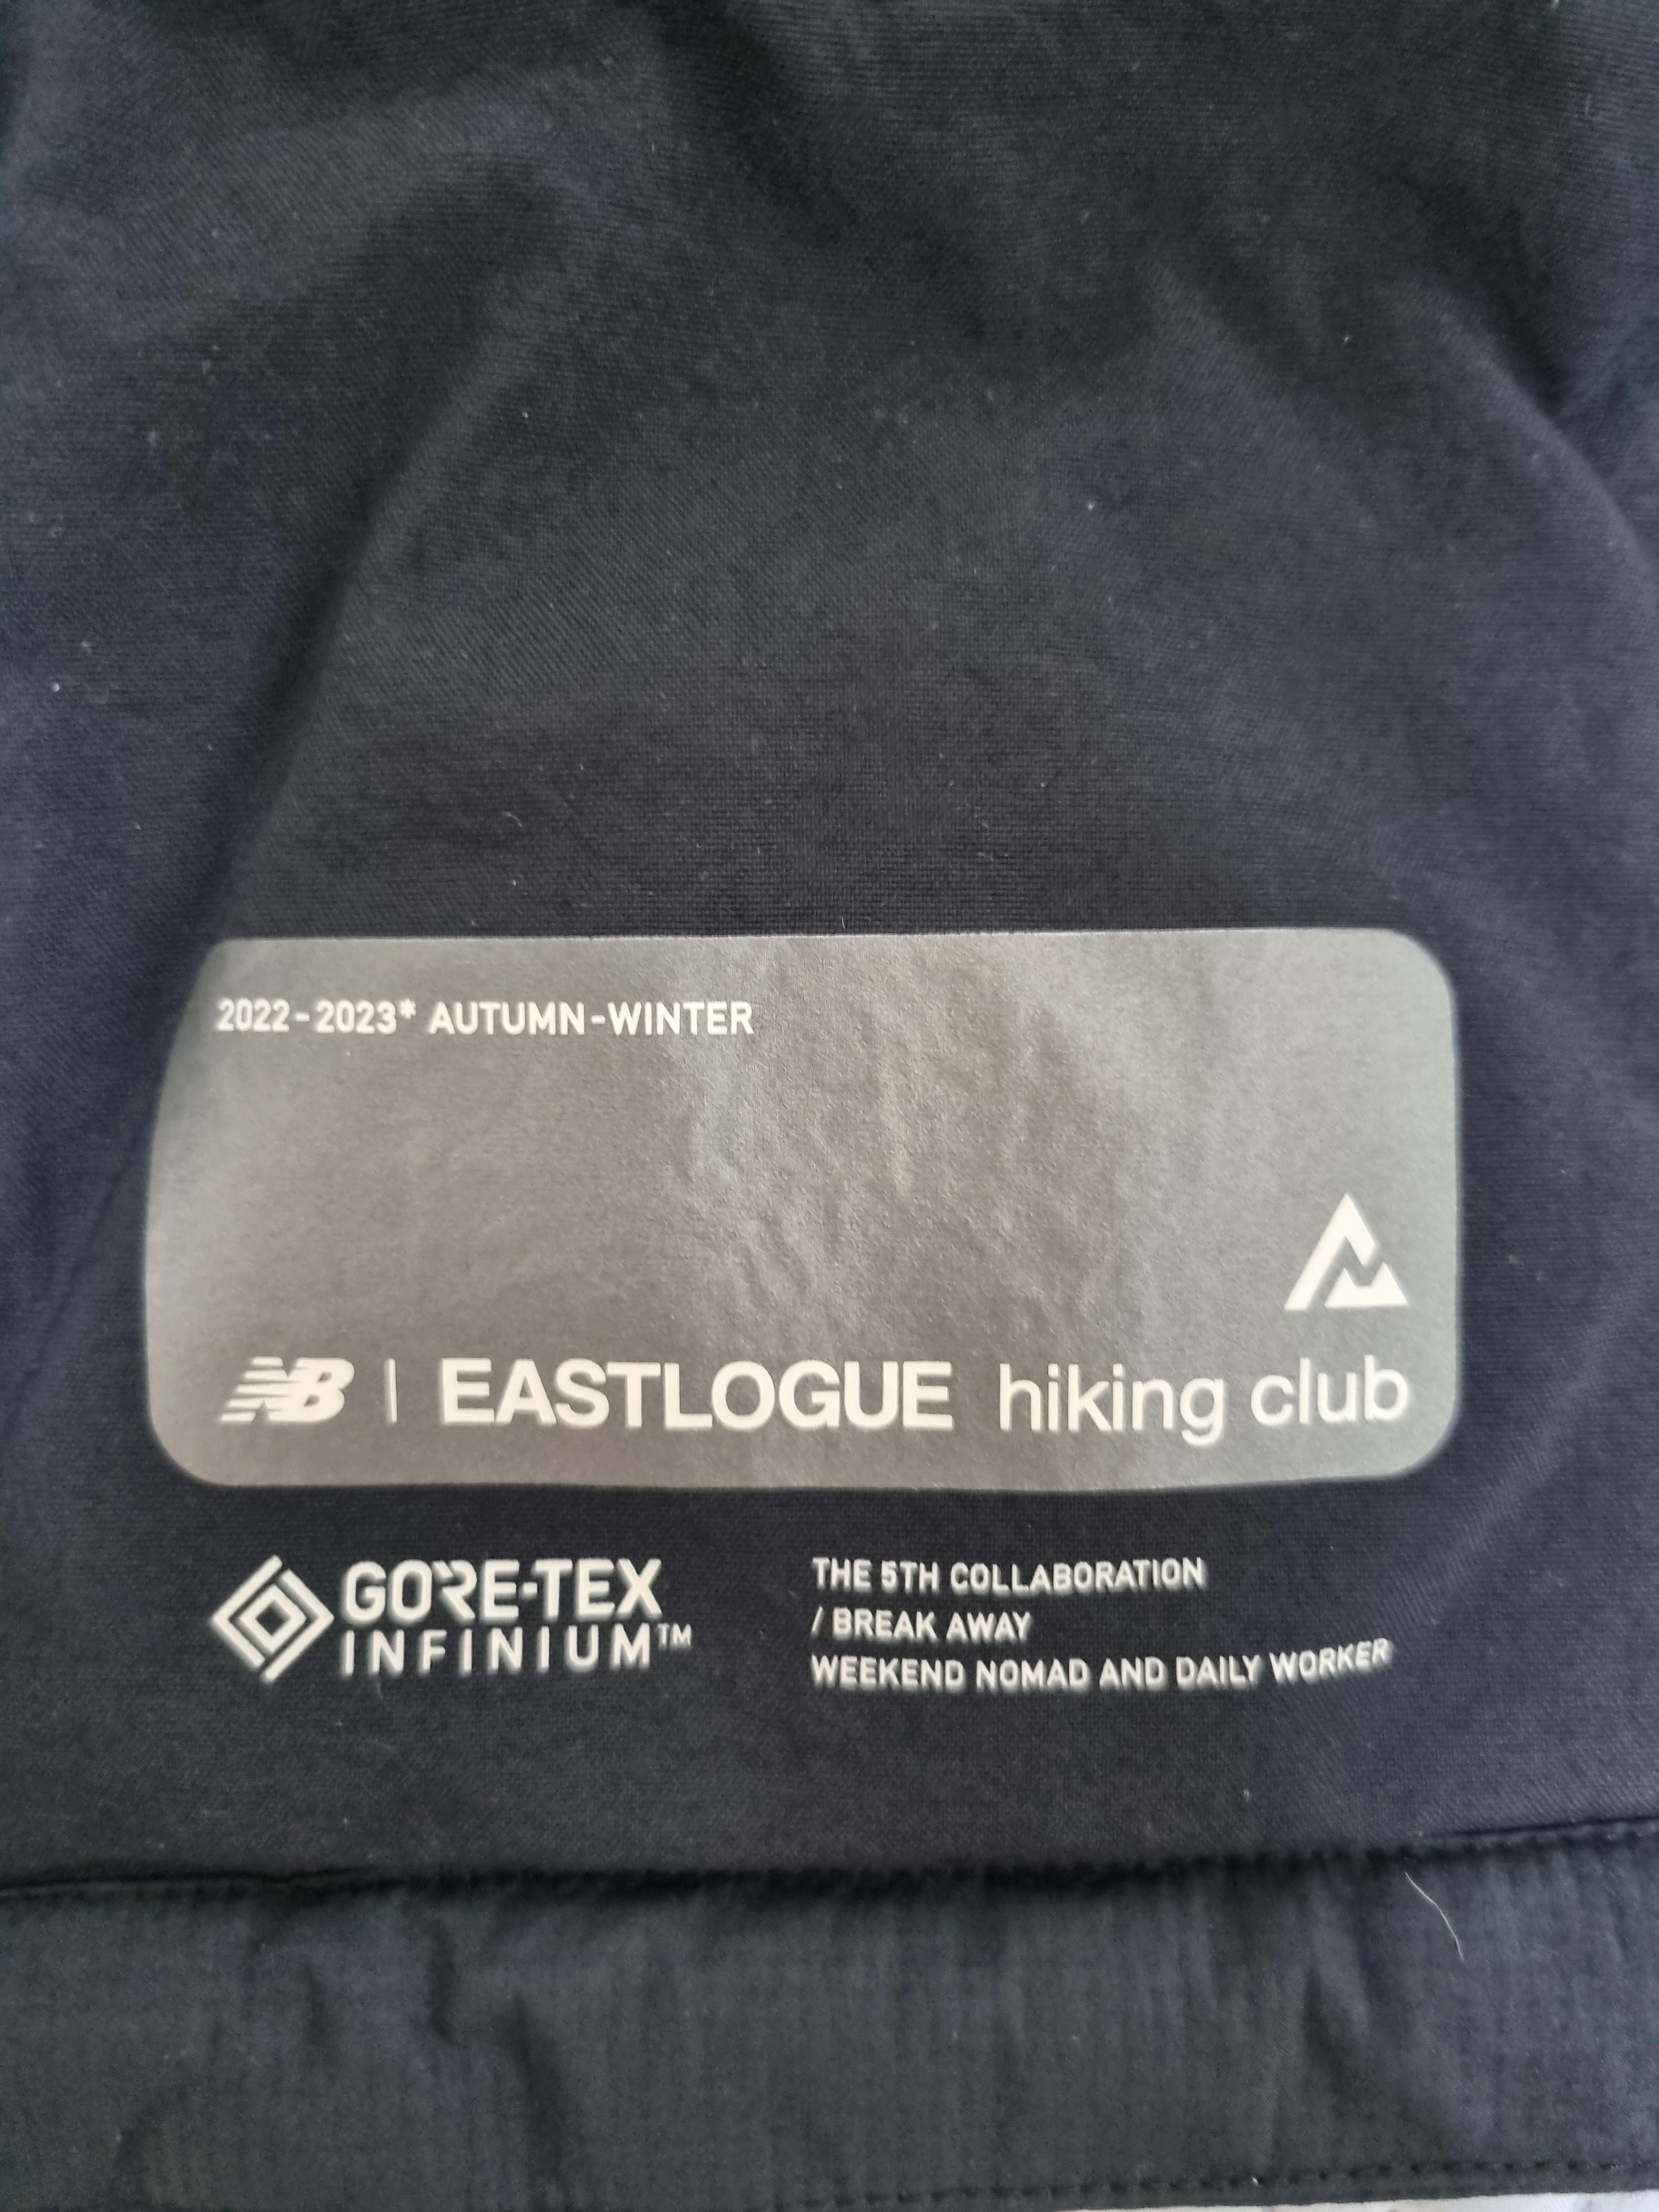 2022-2023* AUTUMN-WINTER
NB | EASTLOGUE hiking club
GORE-TEX
INFINIUM™
THE 5TH COLLABORATION
/ BREAK AWAY
WEEKEND NOMAD AND DAILY WORKER